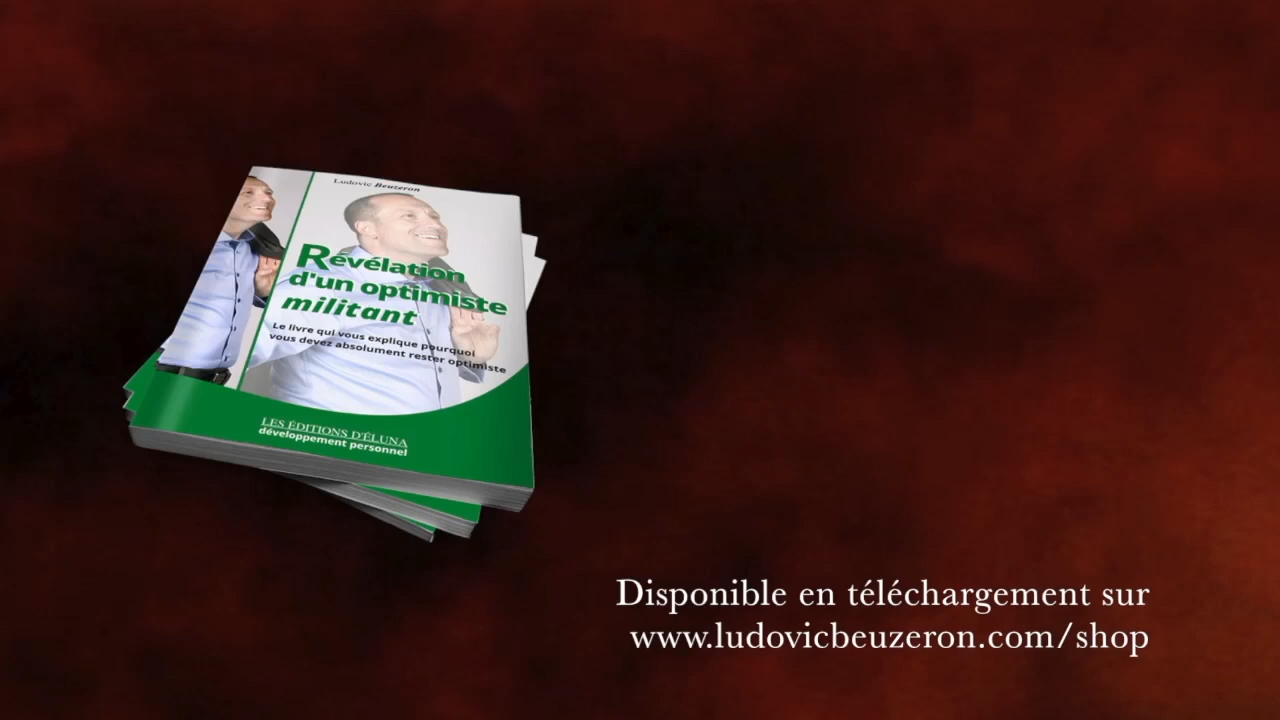 Ludovic Beuzeron
Révélation
d'un optimiste
militant
Le livre qui vous explique pourquoi
vous devez absolument rester optimiste
LES ÉDITIONS D'ÉLUNA
développement personnel
Disponible en téléchargement sur
www.ludovicbeuzeron.com/shop